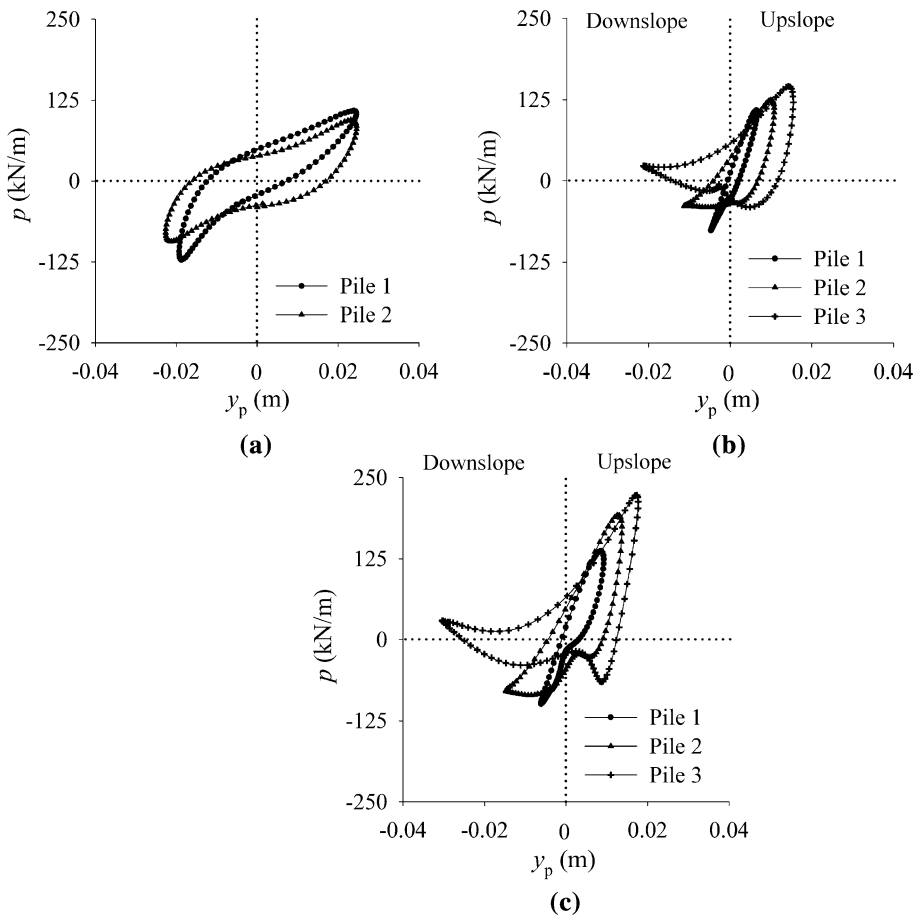 250
125
0
-125
-250
p (kN/m)
Pile 1
Pile 2
-0.04 -0.02 0 0.02 0.04
yp (m)
(a)
Downslope Upslope
250
125
0
-125
-250
p (kN/m)
Pile 1
Pile 2
Pile 3
-0.04 -0.02 0 0.02 0.04
yp (m)
(b)
Downslope Upslope
250
125
0
-125
-250
p (kN/m)
Pile 1
Pile 2
Pile 3
-0.04 -0.02 0 0.02 0.04
yp (m)
(c)